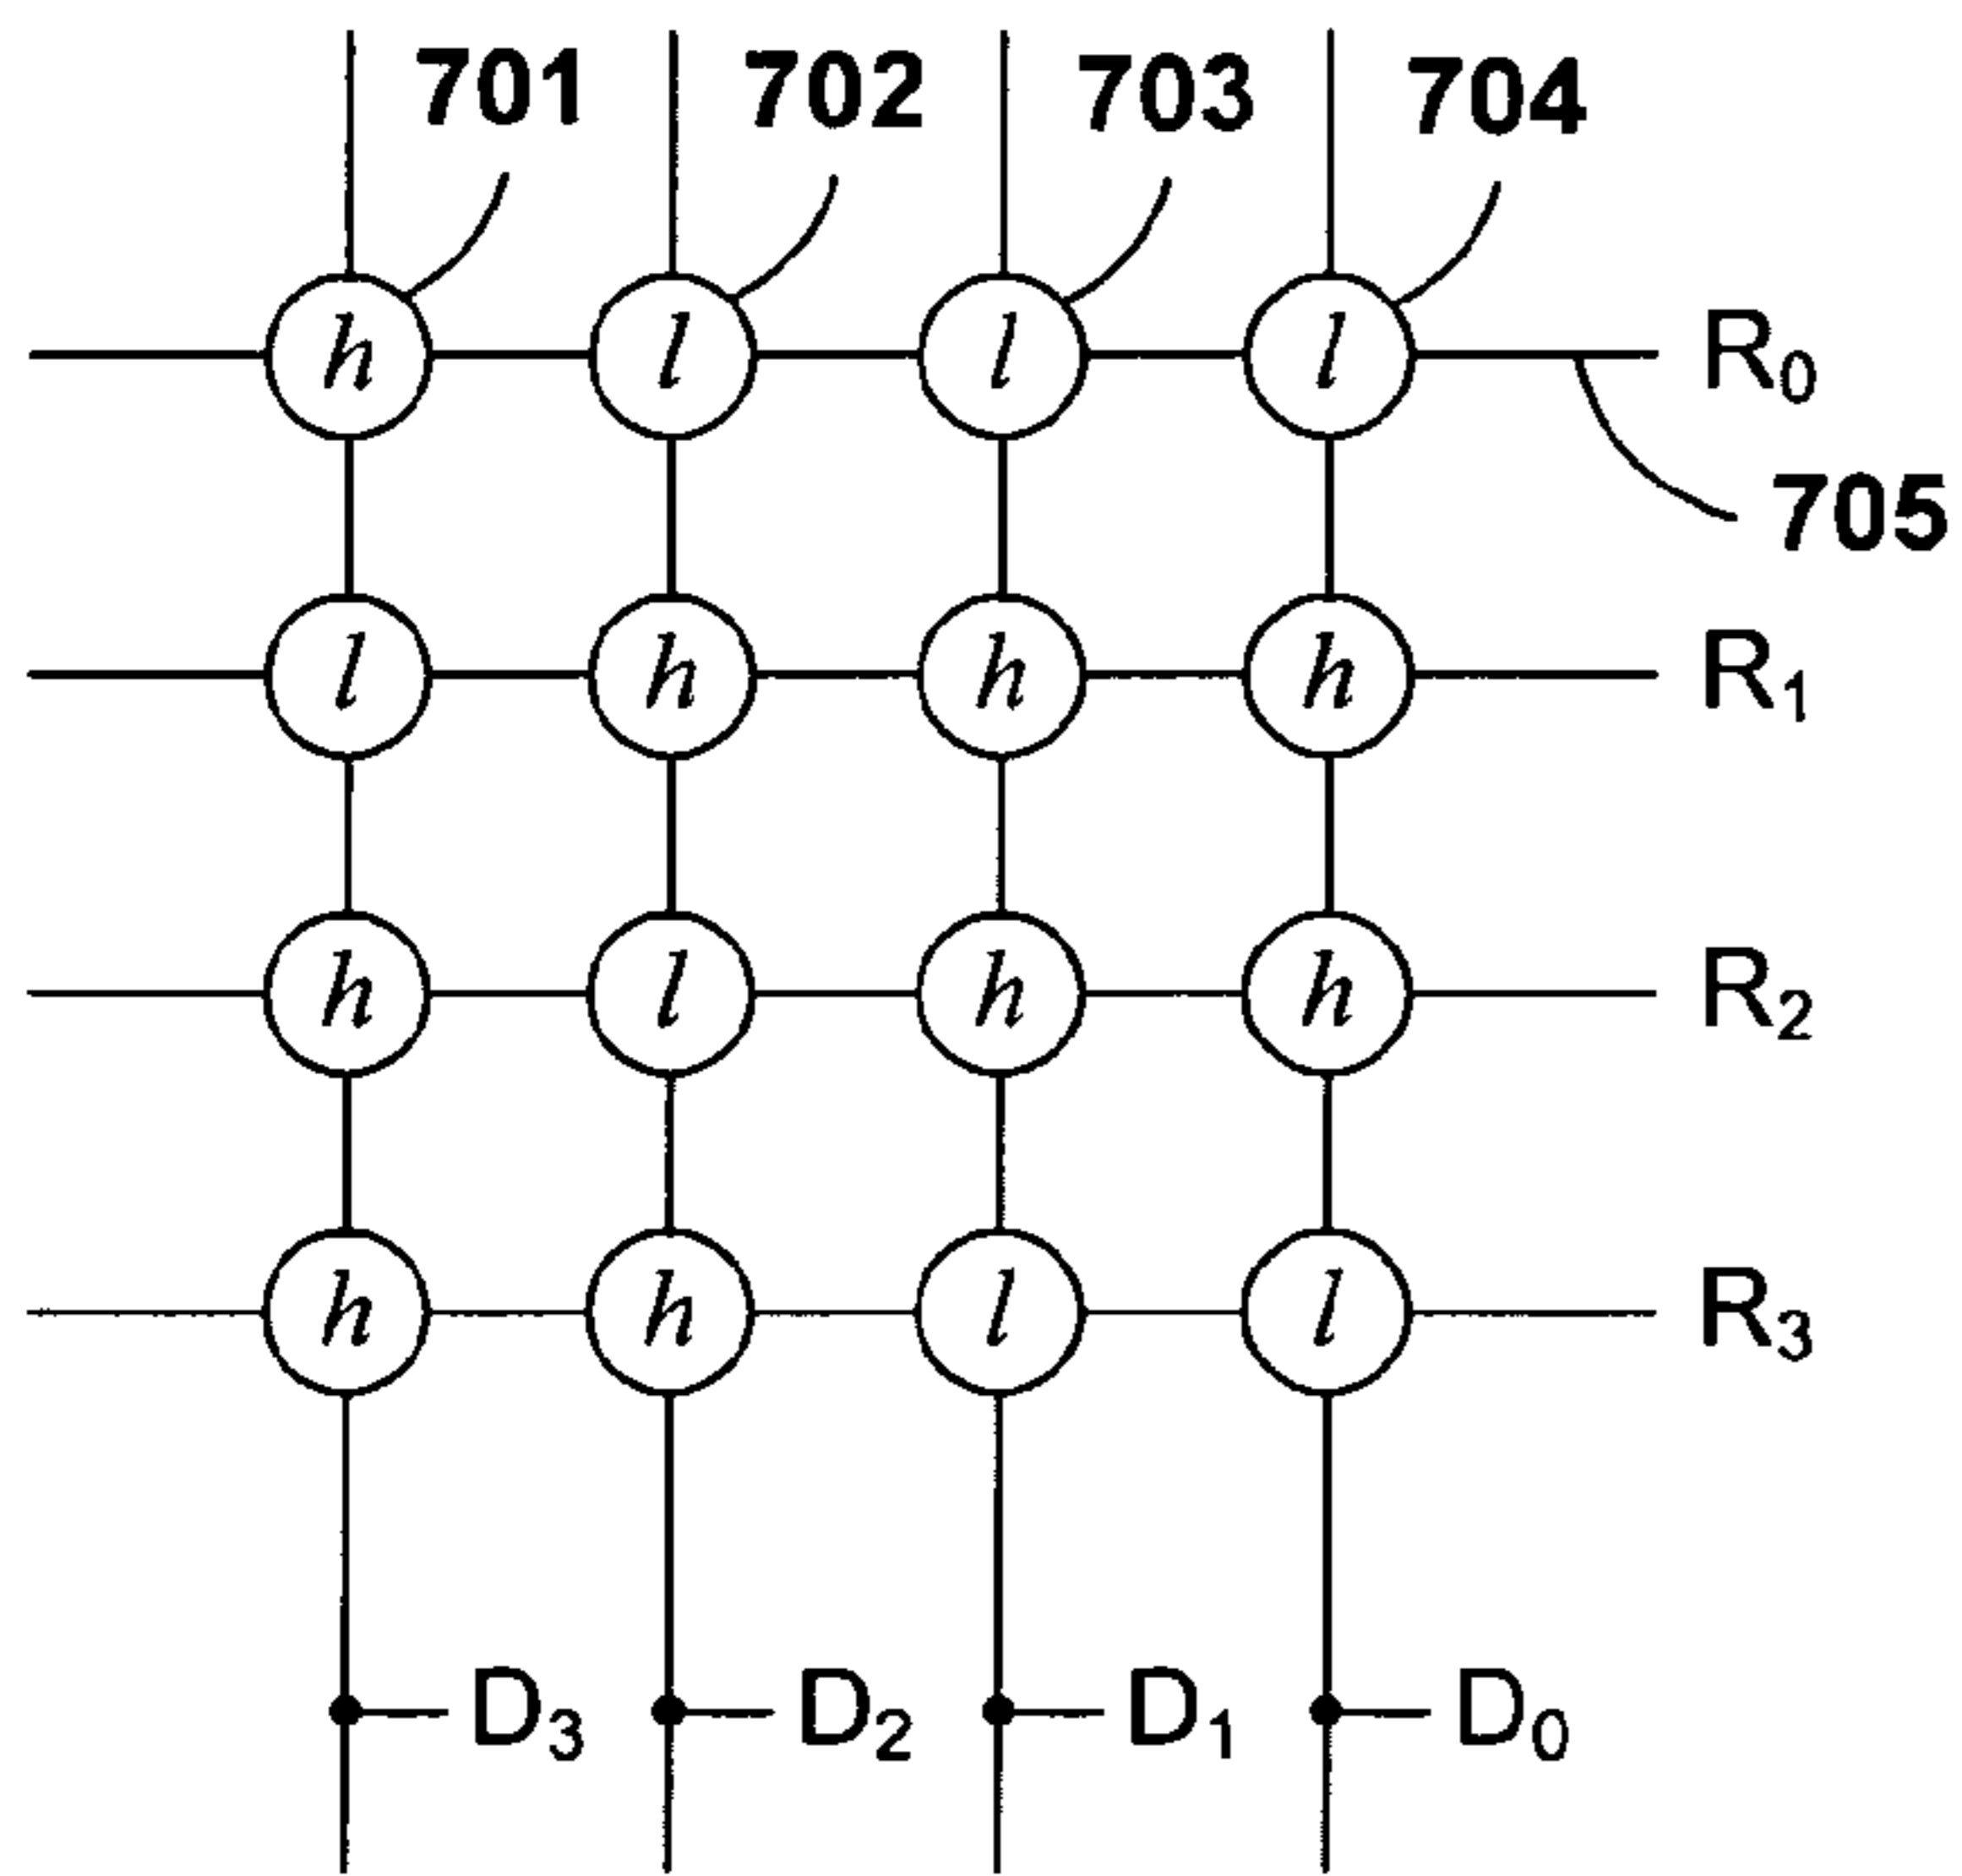 701 702 703 704
h l l l R₀
705
l h h h R₁
h l h h R₂
h h l l R₃
D₃ D₂ D₁ D₀